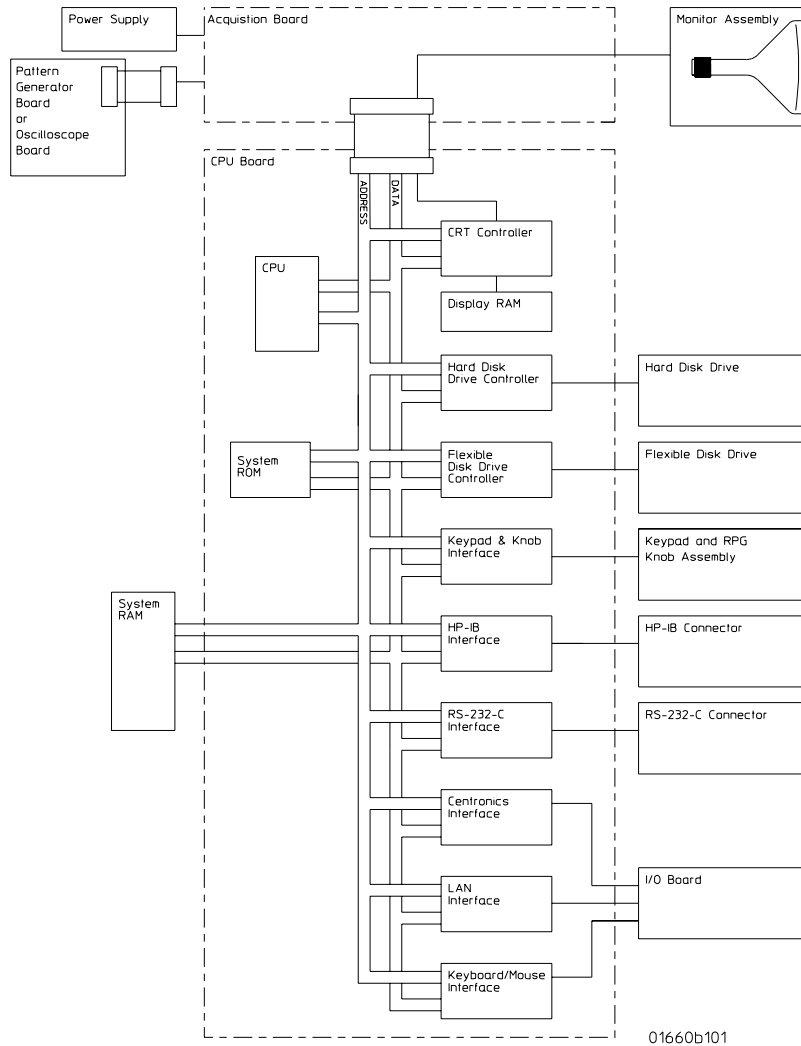 Power Supply
Acquistion Board
Monitor Assembly
Pattern
Generator
Board
or
Oscilloscope
Board
CPU Board
ADDRESS
DATA
CRT Controller
CPU
Display RAM
Hard Disk
Drive Controller
Hard Disk Drive
System
ROM
Flexible
Disk Drive
Controller
Flexible Disk Drive
Keypad & Knob
Interface
Keypad and RPG
Knob Assembly
System
RAM
HP-IB
Interface
HP-IB Connector
RS-232-C
Interface
RS-232-C Connector
Centronics
Interface
I/O Board
LAN
Interface
Keyboard/Mouse
Interface
01660b101